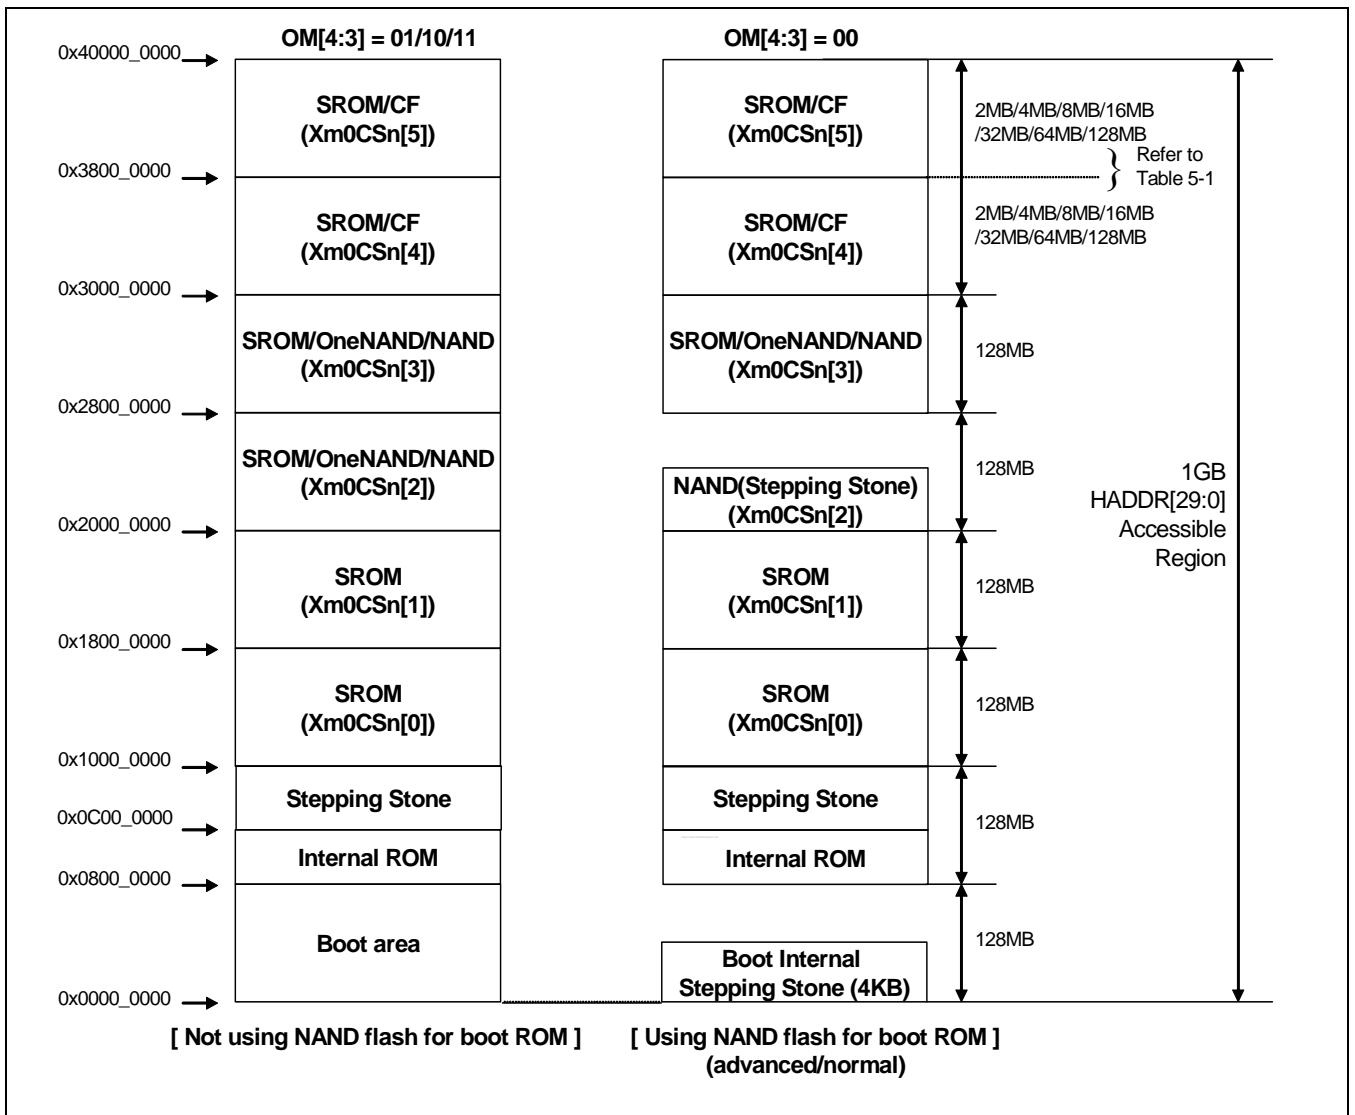 OM[4:3] = 01/10/11
OM[4:3] = 00
0x40000_0000
SROM/CF
(Xm0CSn[5])
SROM/CF
(Xm0CSn[5])
2MB/4MB/8MB/16MB
/32MB/64MB/128MB
Refer to
Table 5-1
0x3800_0000
SROM/CF
(Xm0CSn[4])
SROM/CF
(Xm0CSn[4])
2MB/4MB/8MB/16MB
/32MB/64MB/128MB
0x3000_0000
SROM/OneNAND/NAND
(Xm0CSn[3])
SROM/OneNAND/NAND
(Xm0CSn[3])
128MB
0x2800_0000
SROM/OneNAND/NAND
(Xm0CSn[2])
NAND(Stepping Stone)
(Xm0CSn[2])
128MB
1GB
HADDR[29:0]
Accessible
Region
0x2000_0000
SROM
(Xm0CSn[1])
SROM
(Xm0CSn[1])
128MB
0x1800_0000
SROM
(Xm0CSn[0])
SROM
(Xm0CSn[0])
128MB
0x1000_0000
Stepping Stone
Stepping Stone
0x0C00_0000
128MB
Internal ROM
Internal ROM
0x0800_0000
Boot area
Boot Internal
Stepping Stone (4KB)
128MB
0x0000_0000
[ Not using NAND flash for boot ROM ]
[ Using NAND flash for boot ROM ]
(advanced/normal)